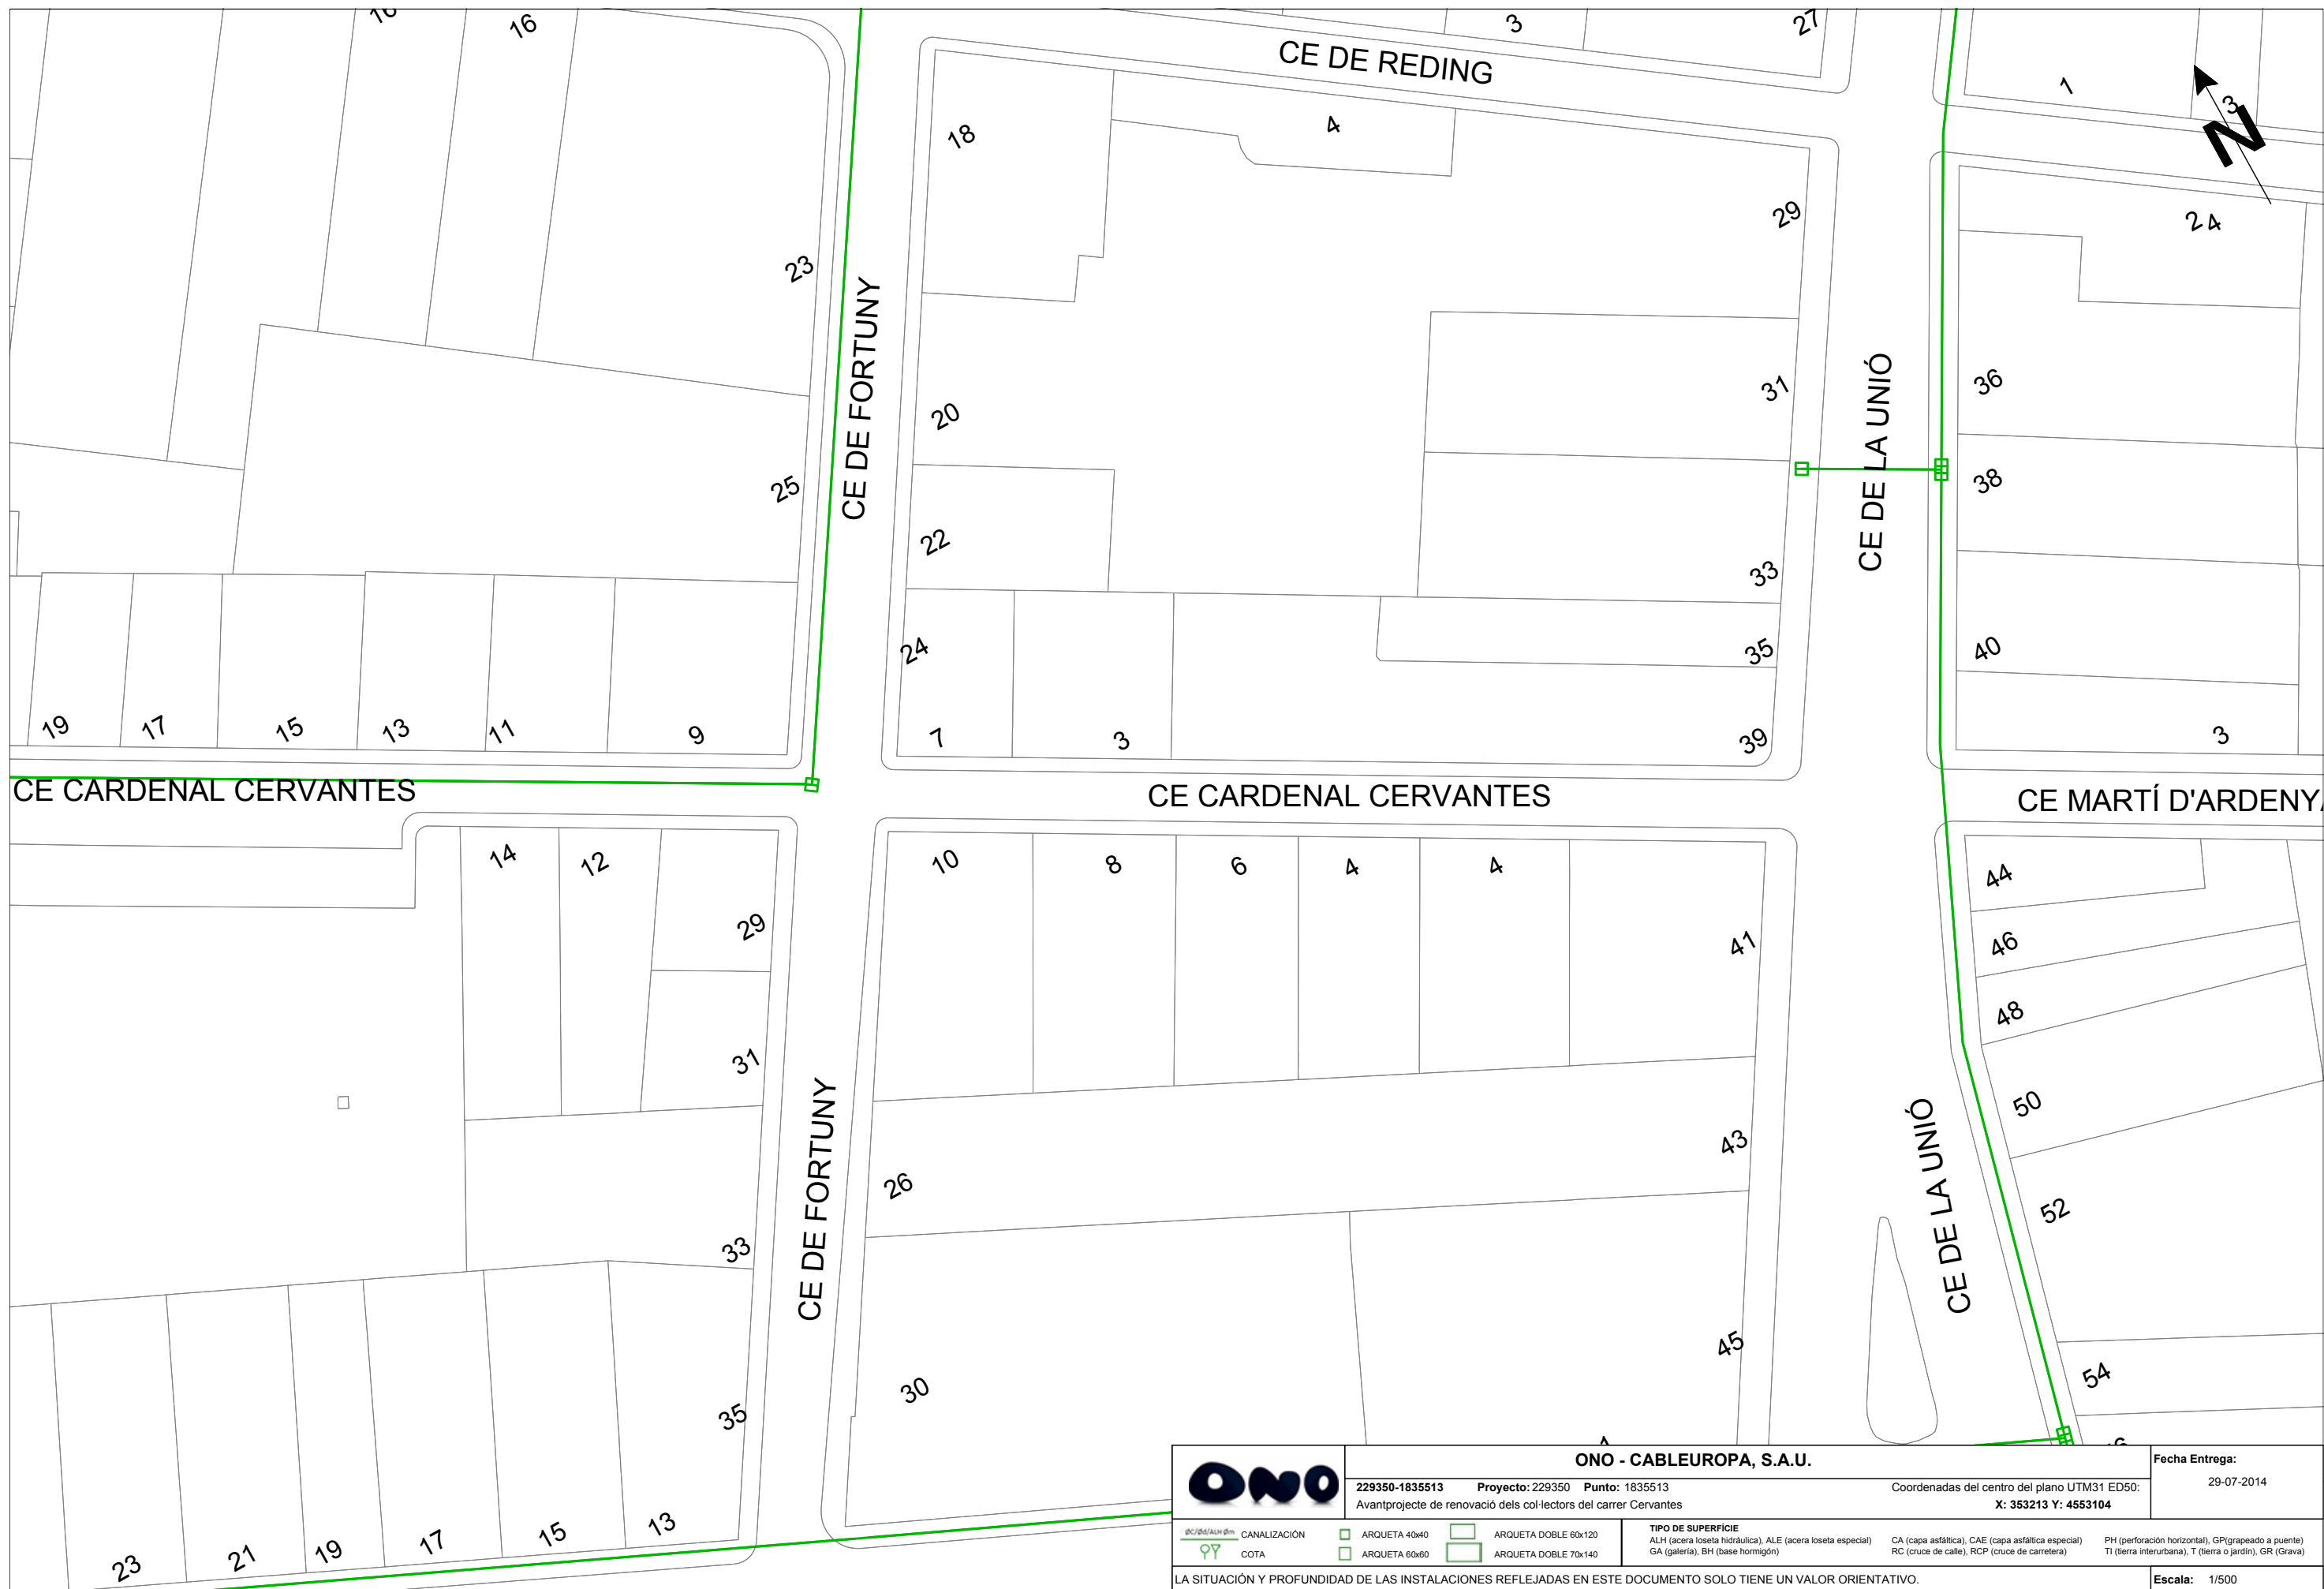 16
3
27
CE DE REDING
1
3
N
18
4
29
2 4
23
CE DE FORTUNY
20
31
CE DE LA UNIÓ
36
25
38
22
33
24
35
40
19
17
15
13
11
9
7
3
39
3
CE CARDENAL CERVANTES
CE CARDENAL CERVANTES
CE MARTÍ D'ARDENYA
14
12
29
10
8
6
4
4
41
44
46
31
48
50
CE DE FORTUNY
26
43
CE DE LA UNIÓ
52
33
30
45
54
35
23
21
19
17
15
13
ONO
ONO - CABLEUROPA, S.A.U.
229350-1835513 Proyecto: 229350 Punto: 1835513
Avantprojecte de renovació dels col·lectors del carrer Cervantes
Coordenadas del centro del plano UTM31 ED50:
X: 353213 Y: 4553104
Fecha Entrega:
29-07-2014
CANALIZACIÓN
COTA
ARQUETA 40x40
ARQUETA 60x60
ARQUETA DOBLE 60x120
ARQUETA DOBLE 70x140
TIPO DE SUPERFÍCIE
ALH (acera loseta hidráulica), ALE (acera loseta especial) CA (capa asfáltica), CAE (capa asfáltica especial) PH (perforación horizontal), GP(grapeado a puente)
GA (galería), BH (base hormigón) RC (cruce de calle), RCP (cruce de carretera) TI (tierra interurbana), T (tierra o jardín), GR (Grava)
LA SITUACIÓN Y PROFUNDIDAD DE LAS INSTALACIONES REFLEJADAS EN ESTE DOCUMENTO SOLO TIENE UN VALOR ORIENTATIVO.
Escala: 1/500